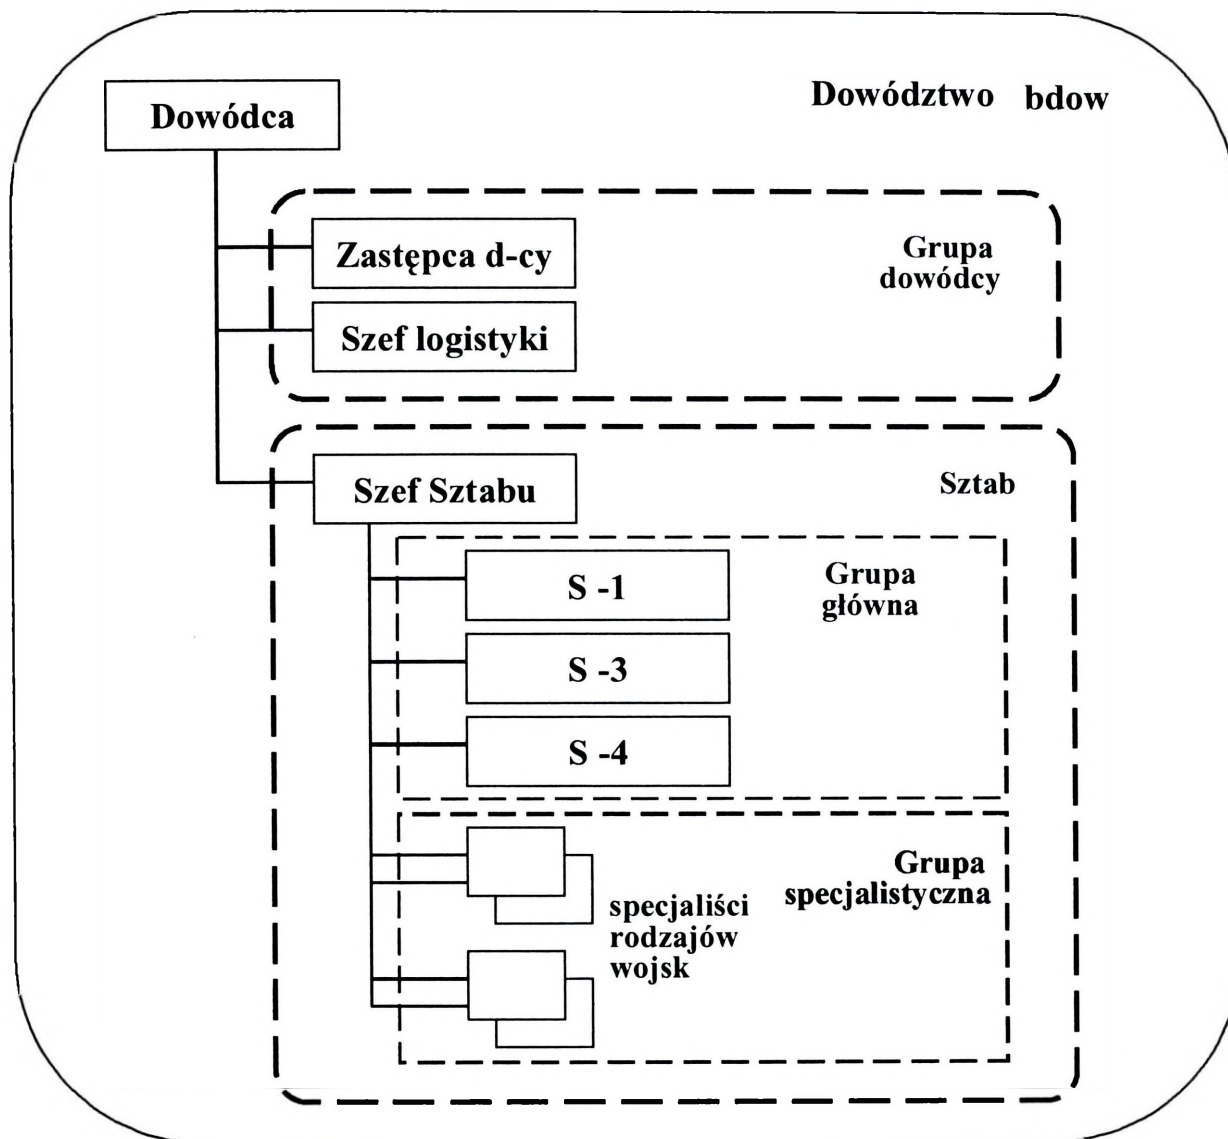 Dowództwo bdow
Dowódca
Zastępca d-cy
Grupa
dowódcy
Szef logistyki
Szef Sztabu
Sztab
S -1
Grupa
główna
S -3
S -4
Grupa
specjalistyczna
specjaliści
rodzajów
wojsk